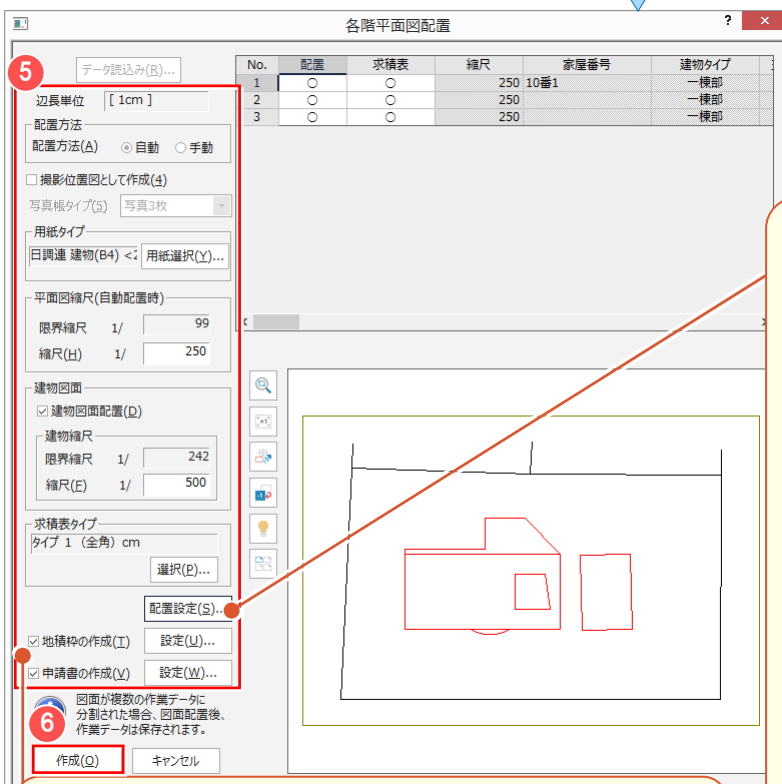 各階平面図配置
? ×
5
データ読込み(R)...
辺長単位 [ 1cm ]
配置方法
配置方法(A) 自動 手動
撮影位置図として作成(4)
写真帳タイプ(5) 写真3枚
用紙タイプ
日調連 建物(B4) <2 用紙選択(Y)...
平面図縮尺(自動配置時)
限界縮尺 1/ 99
縮尺(H) 1/ 250
建物図面
建物図面配置(D)
建物縮尺
限界縮尺 1/ 242
縮尺(F) 1/ 500
求積表タイプ
タイプ 1 (全角) cm
選択(P)...
配置設定(S)...
地積枠の作成(T) 設定(U)...
申請書の作成(V) 設定(W)...
図面が複数の作業データに
分割された場合、図面配置後、
作業データは保存されます。
6
作成(O) キャンセル
No. 配置 求積表 縮尺 家屋番号 建物タイプ
1 ○ ○ 250 10番1 一棟部
2 ○ ○ 250 一棟部
3 ○ ○ 250 一棟部